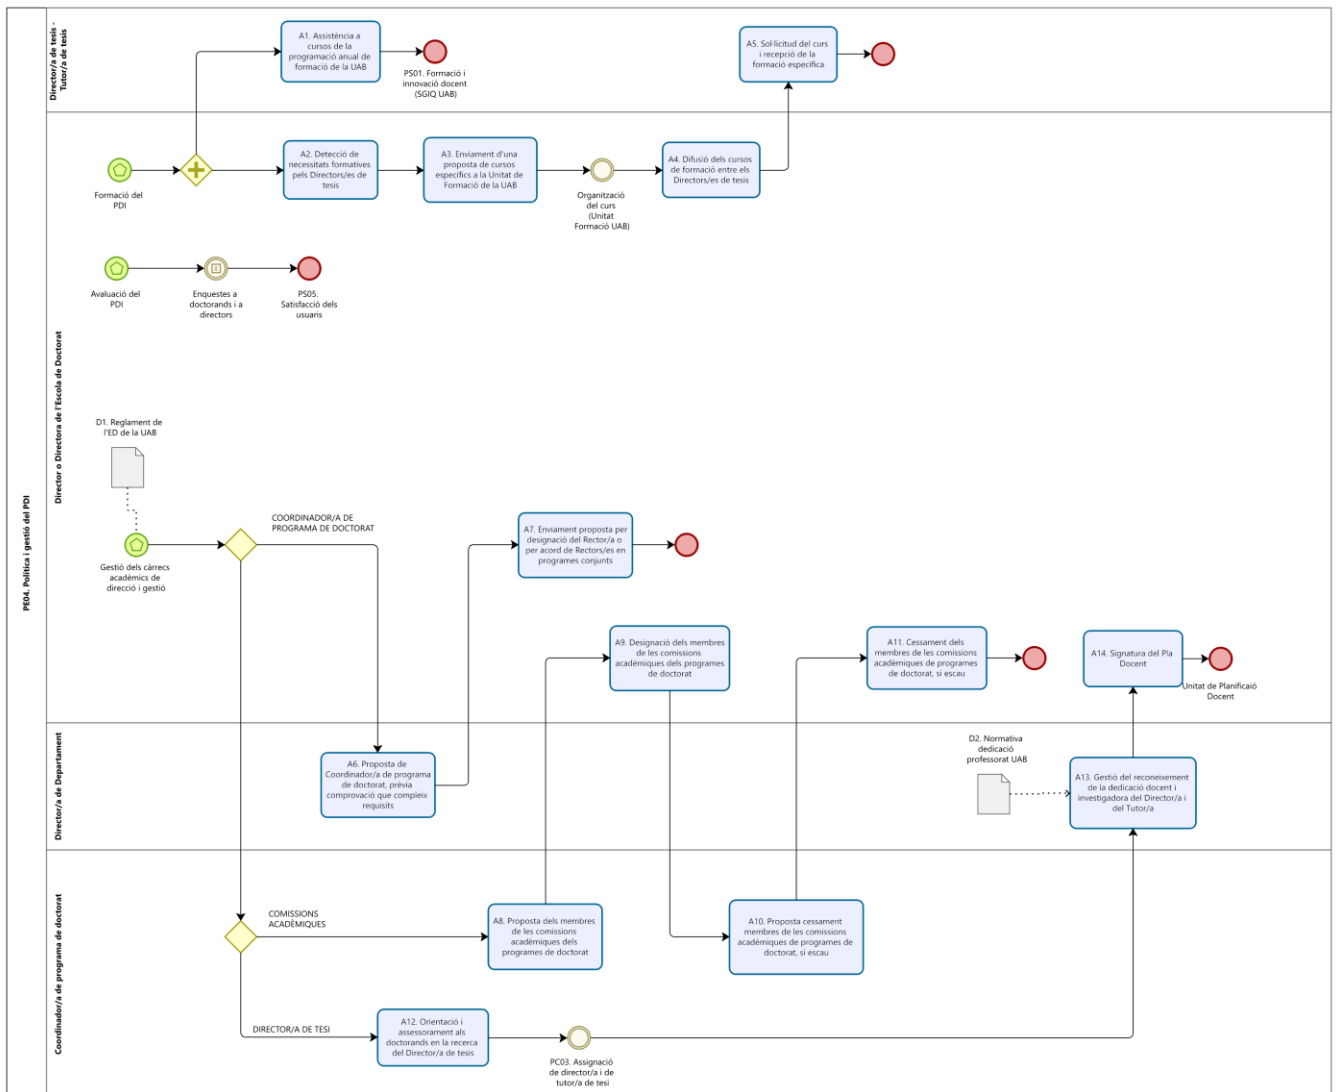 PE04. Política i gestió del PDI
Director/a de tesis -
Tutor/a de tesis
A1. Assistència a
cursos de la
programació anual de
formació de la UAB
PS01. Formació i
innovació docent
(SGIQ UAB)
A5. Sol·licitud del curs
i recepció de la
formació específica
Director o Directora de l'Escola de Doctorat
Formació del
PDI
A2. Detecció de
necessitats formatives
pels Directors/es de
tesis
A3. Enviament d'una
proposta de cursos
específics a la Unitat de
Formació de la UAB
Organització
del curs
(Unitat
Formació UAB)
A4. Difusió dels cursos
de formació entre els
Directors/es de tesis
Avaluació del
PDI
Enquestes a
doctorands i a
directors
PS05.
Satisfacció dels
usuaris
D1. Reglament de
l'ED de la UAB
Gestió dels càrrecs
acadèmics de
direcció i gestió
COORDINADOR/A DE
PROGRAMA DE DOCTORAT
A7. Enviament proposta per
designació del Rector/a o
per acord de Rectors/es en
programes conjunts
A9. Designació dels membres
de les comissions
acadèmiques dels programes
de doctorat
A11. Cessament dels
membres de les comissions
acadèmiques de programes
de doctorat, si escau
A14. Signatura del Pla
Docent
Unitat de Planificació
Docent
Director/a de Departament
A6. Proposta de
Coordinador/a de programa
de doctorat, prèvia
comprovació que compleix
requisits
D2. Normativa
dedicació
professorat UAB
A13. Gestió del reconeixement
de la dedicació docent i
investigadora del Director/a i
del Tutor/a
Coordinador/a de programa de doctorat
COMISSIONS
ACADÈMIQUES
A8. Proposta dels membres
de les comissions
acadèmiques dels
programes de doctorat
A10. Proposta cessament
membres de les comissions
acadèmiques de programes de
doctorat, si escau
DIRECTOR/A DE TESI
A12. Orientació i
assessorament als
doctorands en la recerca
del Director/a de tesis
PC03. Assignació
de director/a i de
tutor/a de tesi